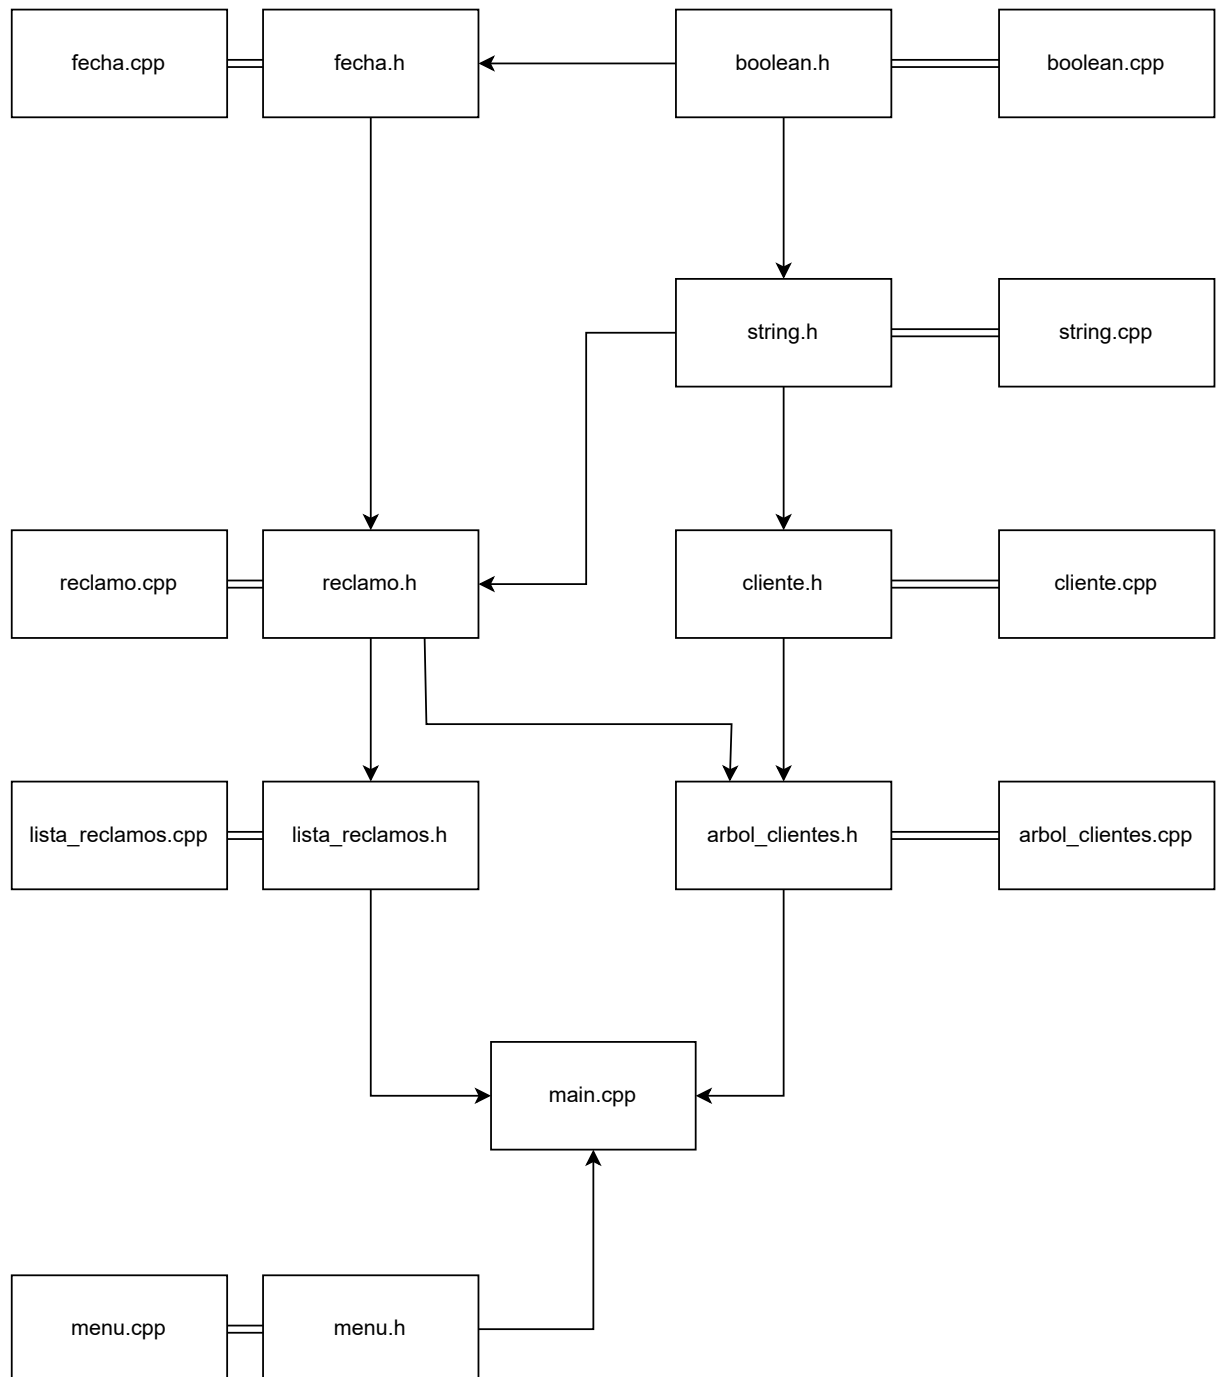 fecha.cpp
fecha.h
boolean.h
boolean.cpp
string.h
string.cpp
reclamo.cpp
reclamo.h
cliente.h
cliente.cpp
lista_reclamos.cpp
lista_reclamos.h
arbol_clientes.h
arbol_clientes.cpp
main.cpp
menu.cpp
menu.h